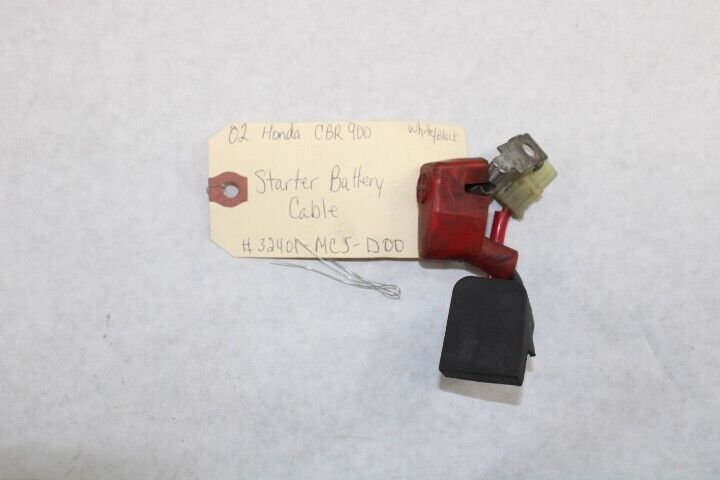 02 Honda CBR 900 White/Black
Starter Battery
Cable
#32401-MCJ-D00